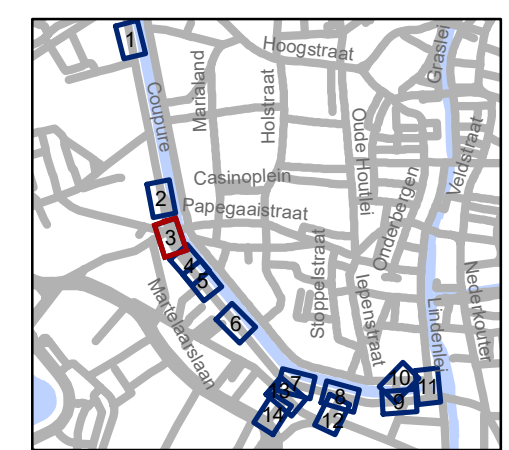 1
Hoogstraat
Graslei
Marialand
Holstraat
Coupure
Oude Houtlei
Veldstraat
Casinoplein
2
Papegaaistraat
Onderbergen
3
4
5
Stoppelstraat
Iepenstraat
Nederkouter
Martelaarslaan
Lindenlei
6
7
10
11
13
8
9
14
12